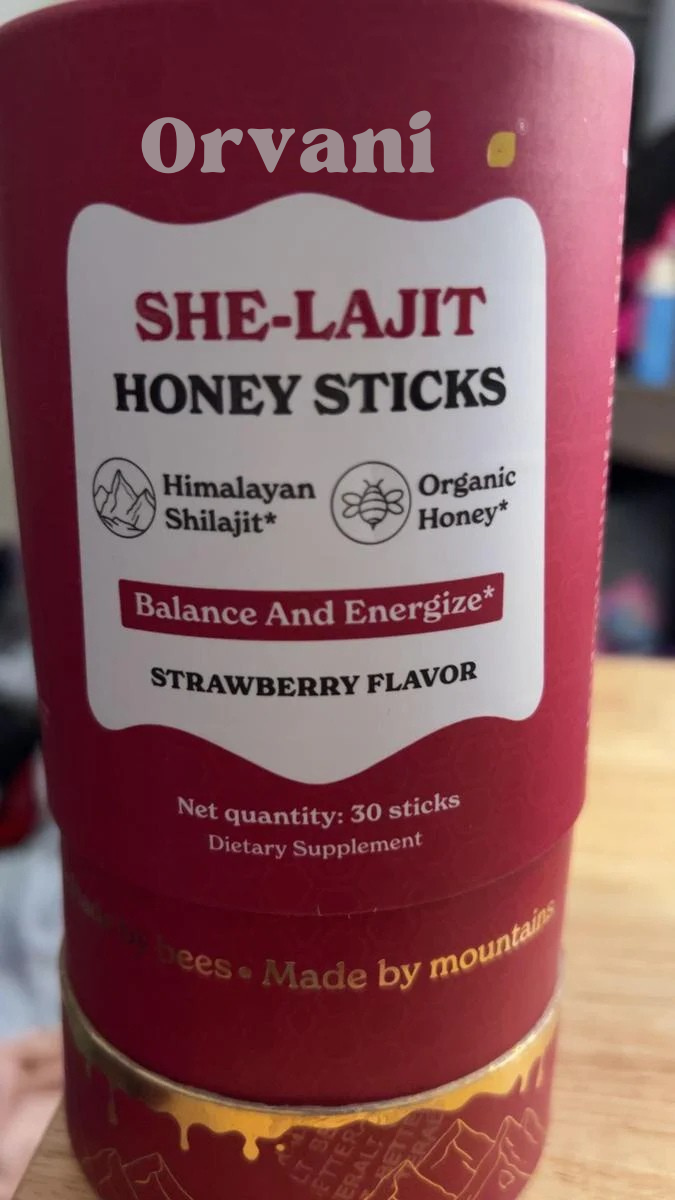 Orvani
SHE-LAJIT
HONEY STICKS
Himalayan
Shilajit*
Organic
Honey*
Balance And Energize*
STRAWBERRY FLAVOR
Net quantity: 30 sticks
Dietary Supplement
by bees • Made by mountains